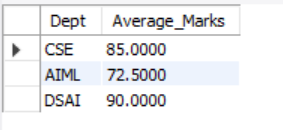 Dept Average_Marks
CSE 85.0000
AIML 72.5000
DSAI 90.0000